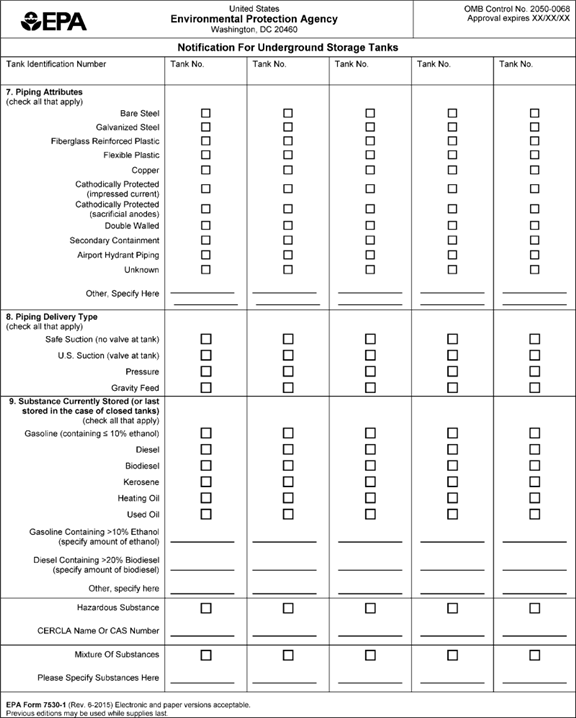 EPA
United States
Environmental Protection Agency
Washington, DC 20460
OMB Control No. 2050-0068
Approval expires XX/XX/XX
Notification For Underground Storage Tanks
Tank Identification Number Tank No. Tank No. Tank No. Tank No. Tank No.
7. Piping Attributes
(check all that apply)
Bare Steel
Galvanized Steel
Fiberglass Reinforced Plastic
Flexible Plastic
Copper
Cathodically Protected
(impressed current)
Cathodically Protected
(sacrificial anodes)
Double Walled
Secondary Containment
Airport Hydrant Piping
Unknown
Other, Specify Here
8. Piping Delivery Type
(check all that apply)
Safe Suction (no valve at tank)
U.S. Suction (valve at tank)
Pressure
Gravity Feed
9. Substance Currently Stored (or last
stored in the case of closed tanks)
(check all that apply)
Gasoline (containing ≤ 10% ethanol)
Diesel
Biodiesel
Kerosene
Heating Oil
Used Oil
Gasoline Containing >10% Ethanol
(specify amount of ethanol)
Diesel Containing >20% Biodiesel
(specify amount of biodiesel)
Other, specify here
Hazardous Substance
CERCLA Name Or CAS Number
Mixture Of Substances
Please Specify Substances Here
EPA Form 7530-1 (Rev. 6-2015) Electronic and paper versions acceptable.
Previous editions may be used while supplies last.